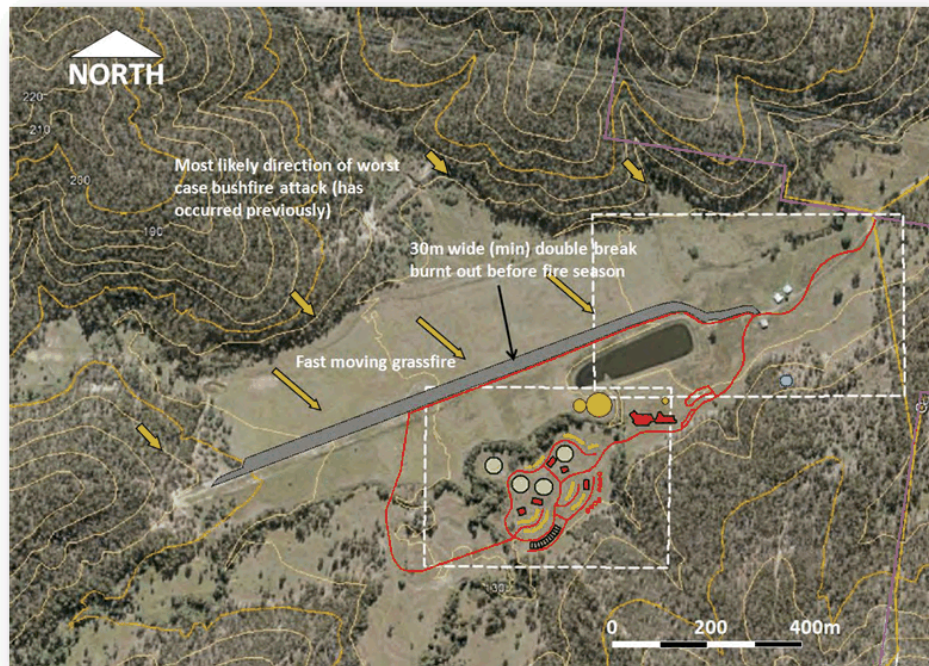 NORTH
220
210
200
190
Most likely direction of worst
case bushfire attack (has
occurred previously)
30m wide (min) double break
burnt out before fire season
Fast moving grassfire
130
0 200 400m